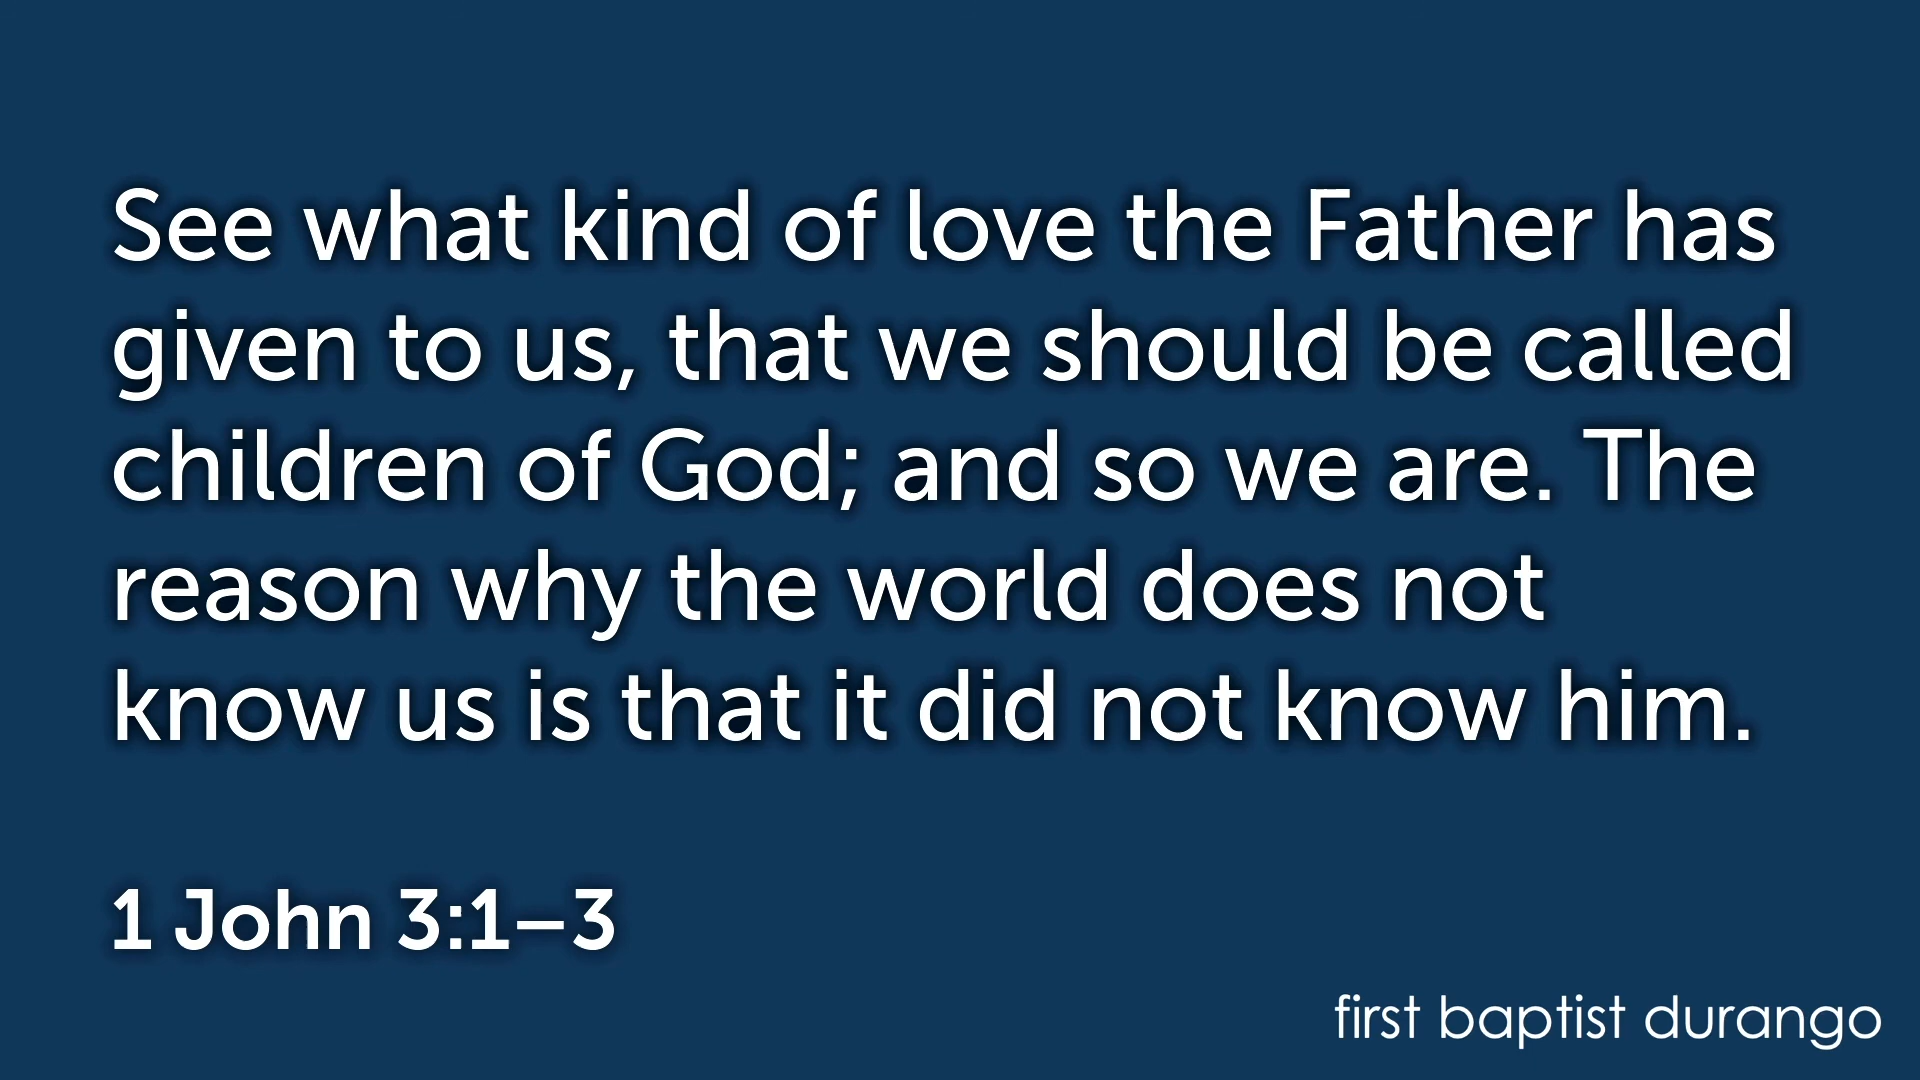 See what kind of love the Father has
given to us, that we should be called
children of God; and so we are. The
reason why the world does not
know us is that it did not know him.
1 John 3:1–3
first baptist durango